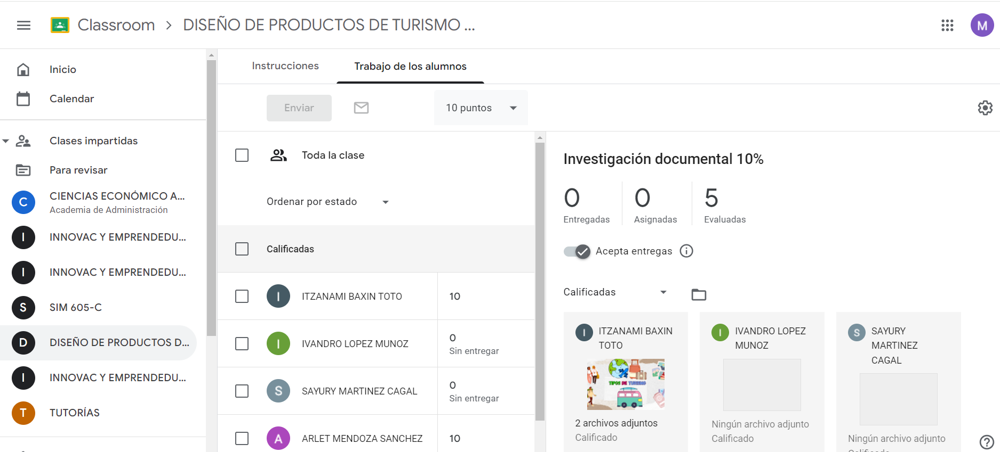 Classroom > DISEÑO DE PRODUCTOS DE TURISMO ...
M
Inicio
Calendar
Clases impartidas
Para revisar
C
CIENCIAS ECONÓMICO A...
Academia de Administración
I
INNOVAC Y EMPRENDEDU...
I
INNOVAC Y EMPRENDEDU...
S
SIM 605-C
D
DISEÑO DE PRODUCTOS D...
I
INNOVAC Y EMPRENDEDU...
T
TUTORÍAS
Instrucciones
Trabajo de los alumnos
Enviar
10 puntos
Toda la clase
Ordenar por estado
Calificadas
I
ITZANAMI BAXIN TOTO
10
I
IVANDRO LOPEZ MUNOZ
0
Sin entregar
S
SAYURY MARTINEZ CAGAL
0
Sin entregar
A
ARLET MENDOZA SANCHEZ
10
Investigación documental 10%
0
Entregadas
0
Asignadas
5
Evaluadas
Acepta entregas
Calificadas
I
ITZANAMI BAXIN
TOTO
TIPOS DE TURISMO
2 archivos adjuntos
Calificado
I
IVANDRO LOPEZ
MUNOZ
Ningún archivo adjunto
Calificado
S
SAYURY
MARTINEZ
CAGAL
Ningún archivo adjunto